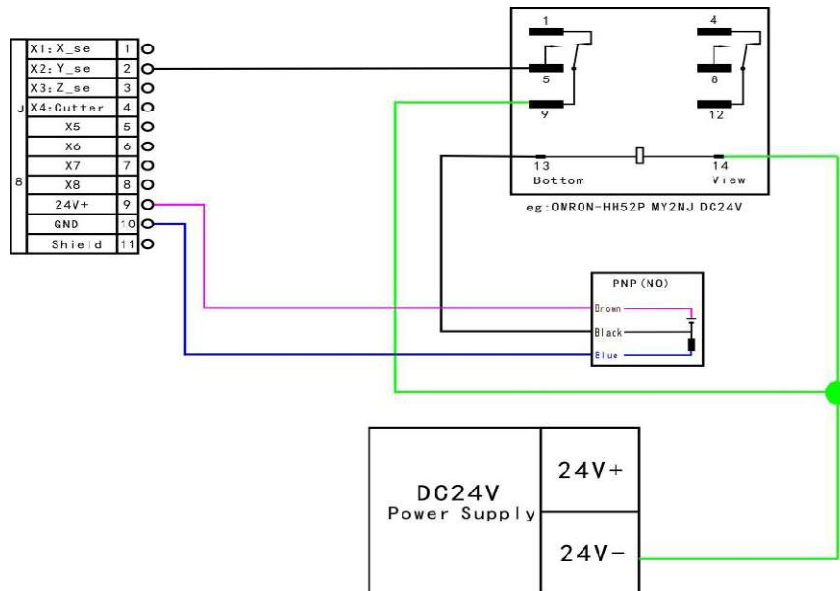 X1:X_se 1
X2:Y_se 2
X3:Z_se 3
X4:Cutter 4
X5 5
X6 6
X7 7
X8 8
24V+ 9
GND 10
Shield 11
J
8
1
4
5
8
9
12
13
14
Bottom
View
eg:OMRON-HH52P MY2NJ DC24V
PNP(NO)
Brown
Black
Blue
DC24V
Power Supply
24V+
24V-